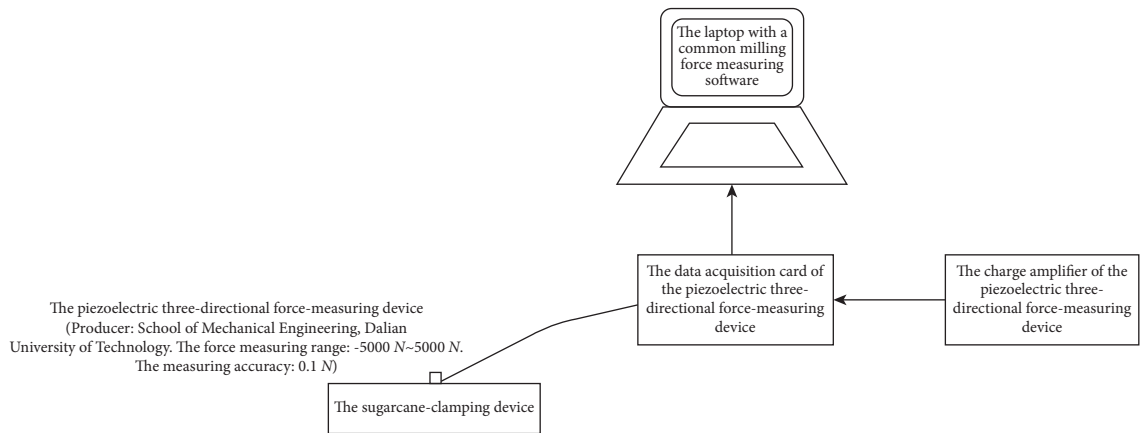 The laptop with a
common milling
force measuring
software
The data acquisition card of
the piezoelectric three-
directional force-measuring
device
The charge amplifier of the
piezoelectric three-
directional force-measuring
device
The piezoelectric three-directional force-measuring device
(Producer: School of Mechanical Engineering, Dalian
University of Technology. The force measuring range: -5000 N~5000 N.
The measuring accuracy: 0.1 N)
The sugarcane-clamping device